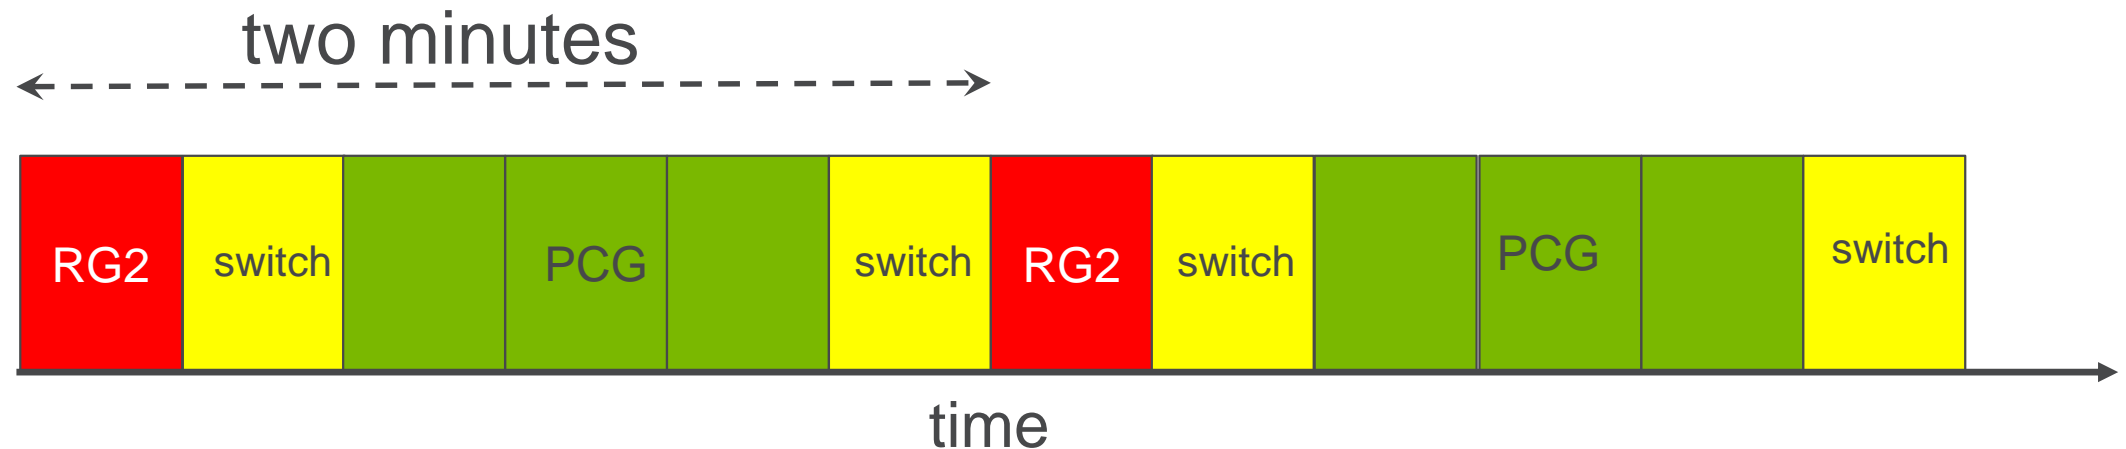 two minutes
RG2 switch PCG switch RG2 switch PCG switch
time